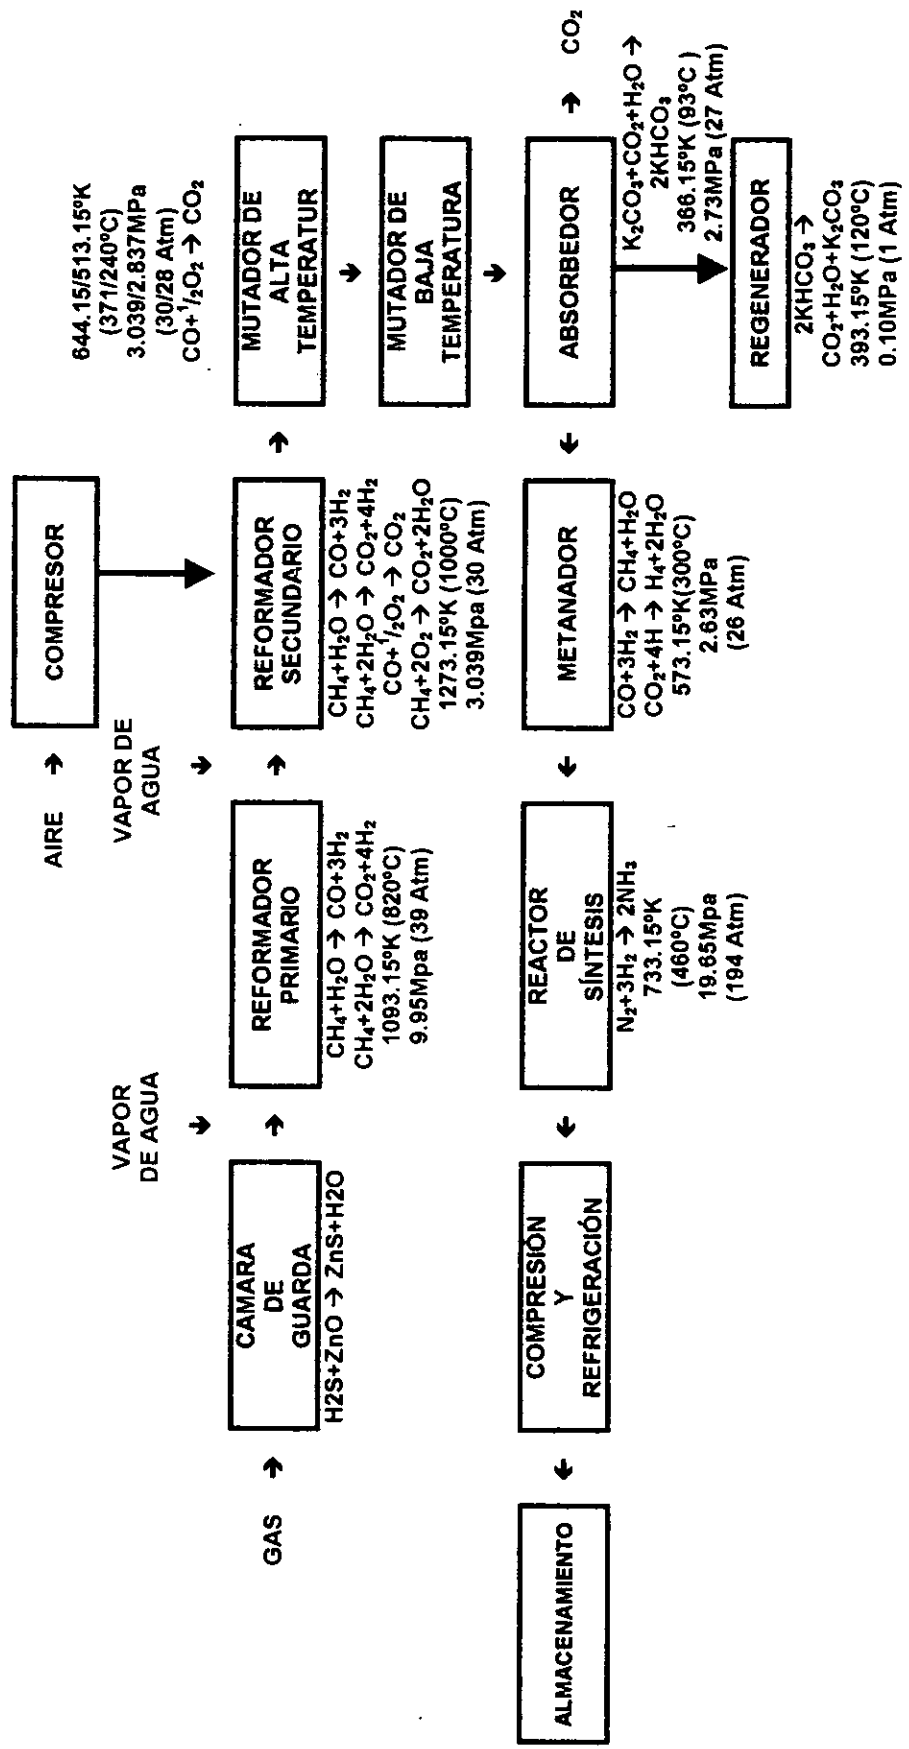 AIRE →
COMPRESOR
644.15/513.15ºK
(371/240ºC)
3.039/2.837MPa
(30/28 Atm)
CO+¹/₂O₂ → CO₂
VAPOR
DE AGUA
VAPOR DE
AGUA
GAS →
CAMARA
DE
GUARDA
H2S+ZnO → ZnS+H2O
REFORMADOR
PRIMARIO
CH₄+H₂O → CO+3H₂
CH₄+2H₂O → CO₂+4H₂
1093.15ºK (820ºC)
9.95Mpa (39 Atm)
REFORMADOR
SECUNDARIO
CH₄+H₂O → CO+3H₂
CH₄+2H₂O → CO₂+4H₂
CO+¹/₂O₂ → CO₂
CH₄+2O₂ → CO₂+2H₂O
1273.15ºK (1000ºC)
3.039Mpa (30 Atm)
MUTADOR DE
ALTA
TEMPERATUR
MUTADOR DE
BAJA
TEMPERATURA
ABSORBEDOR
→ CO₂
K₂CO₃+CO₂+H₂O →
2KHCO₃
366.15ºK (93ºC )
2.73MPa (27 Atm)
REGENERADOR
2KHCO₃ →
CO₂+H₂O+K₂CO₃
393.15ºK (120ºC)
0.10MPa (1 Atm)
METANADOR
CO+3H₂ → CH₄+H₂O
CO₂+4H → H₄+2H₂O
573.15ºK(300ºC)
2.63MPa
(26 Atm)
REACTOR
DE
SÍNTESIS
N₂+3H₂ → 2NH₃
733.15ºK
(460ºC)
19.65Mpa
(194 Atm)
COMPRESIÓN
Y
REFRIGERACIÓN
ALMACENAMIENTO